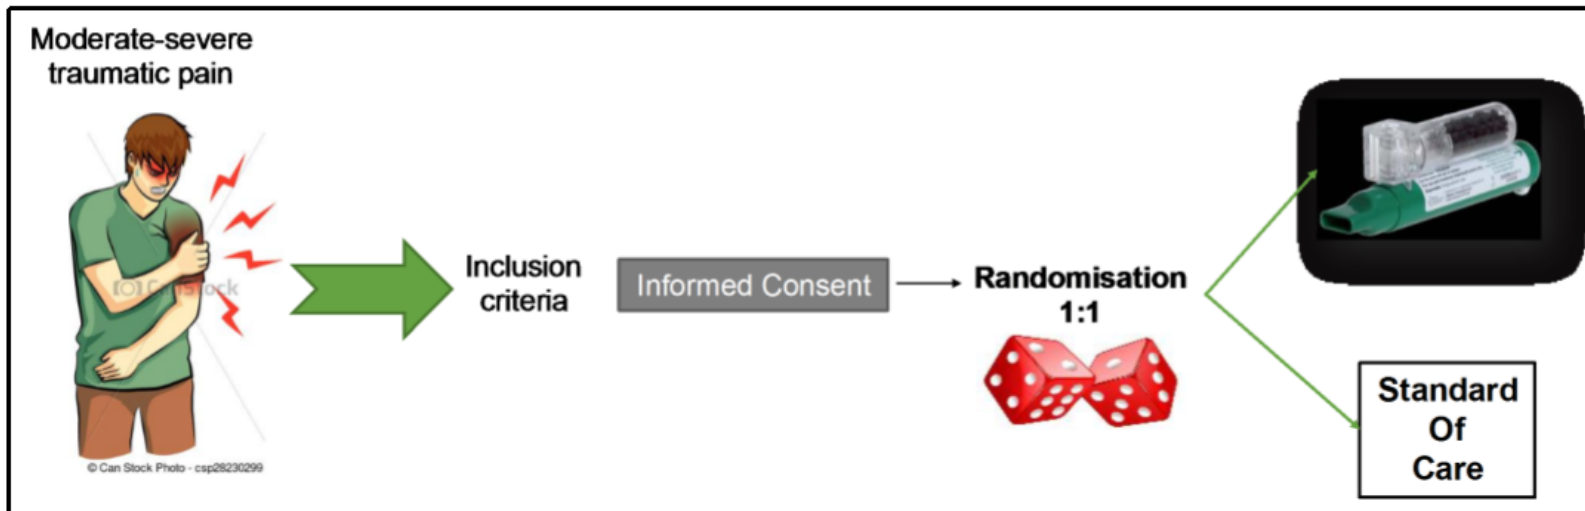 Moderate-severe
traumatic pain
Inclusion
criteria
Informed Consent
Randomisation
1:1
Standard
Of
Care
© Can Stock Photo - csp28230299